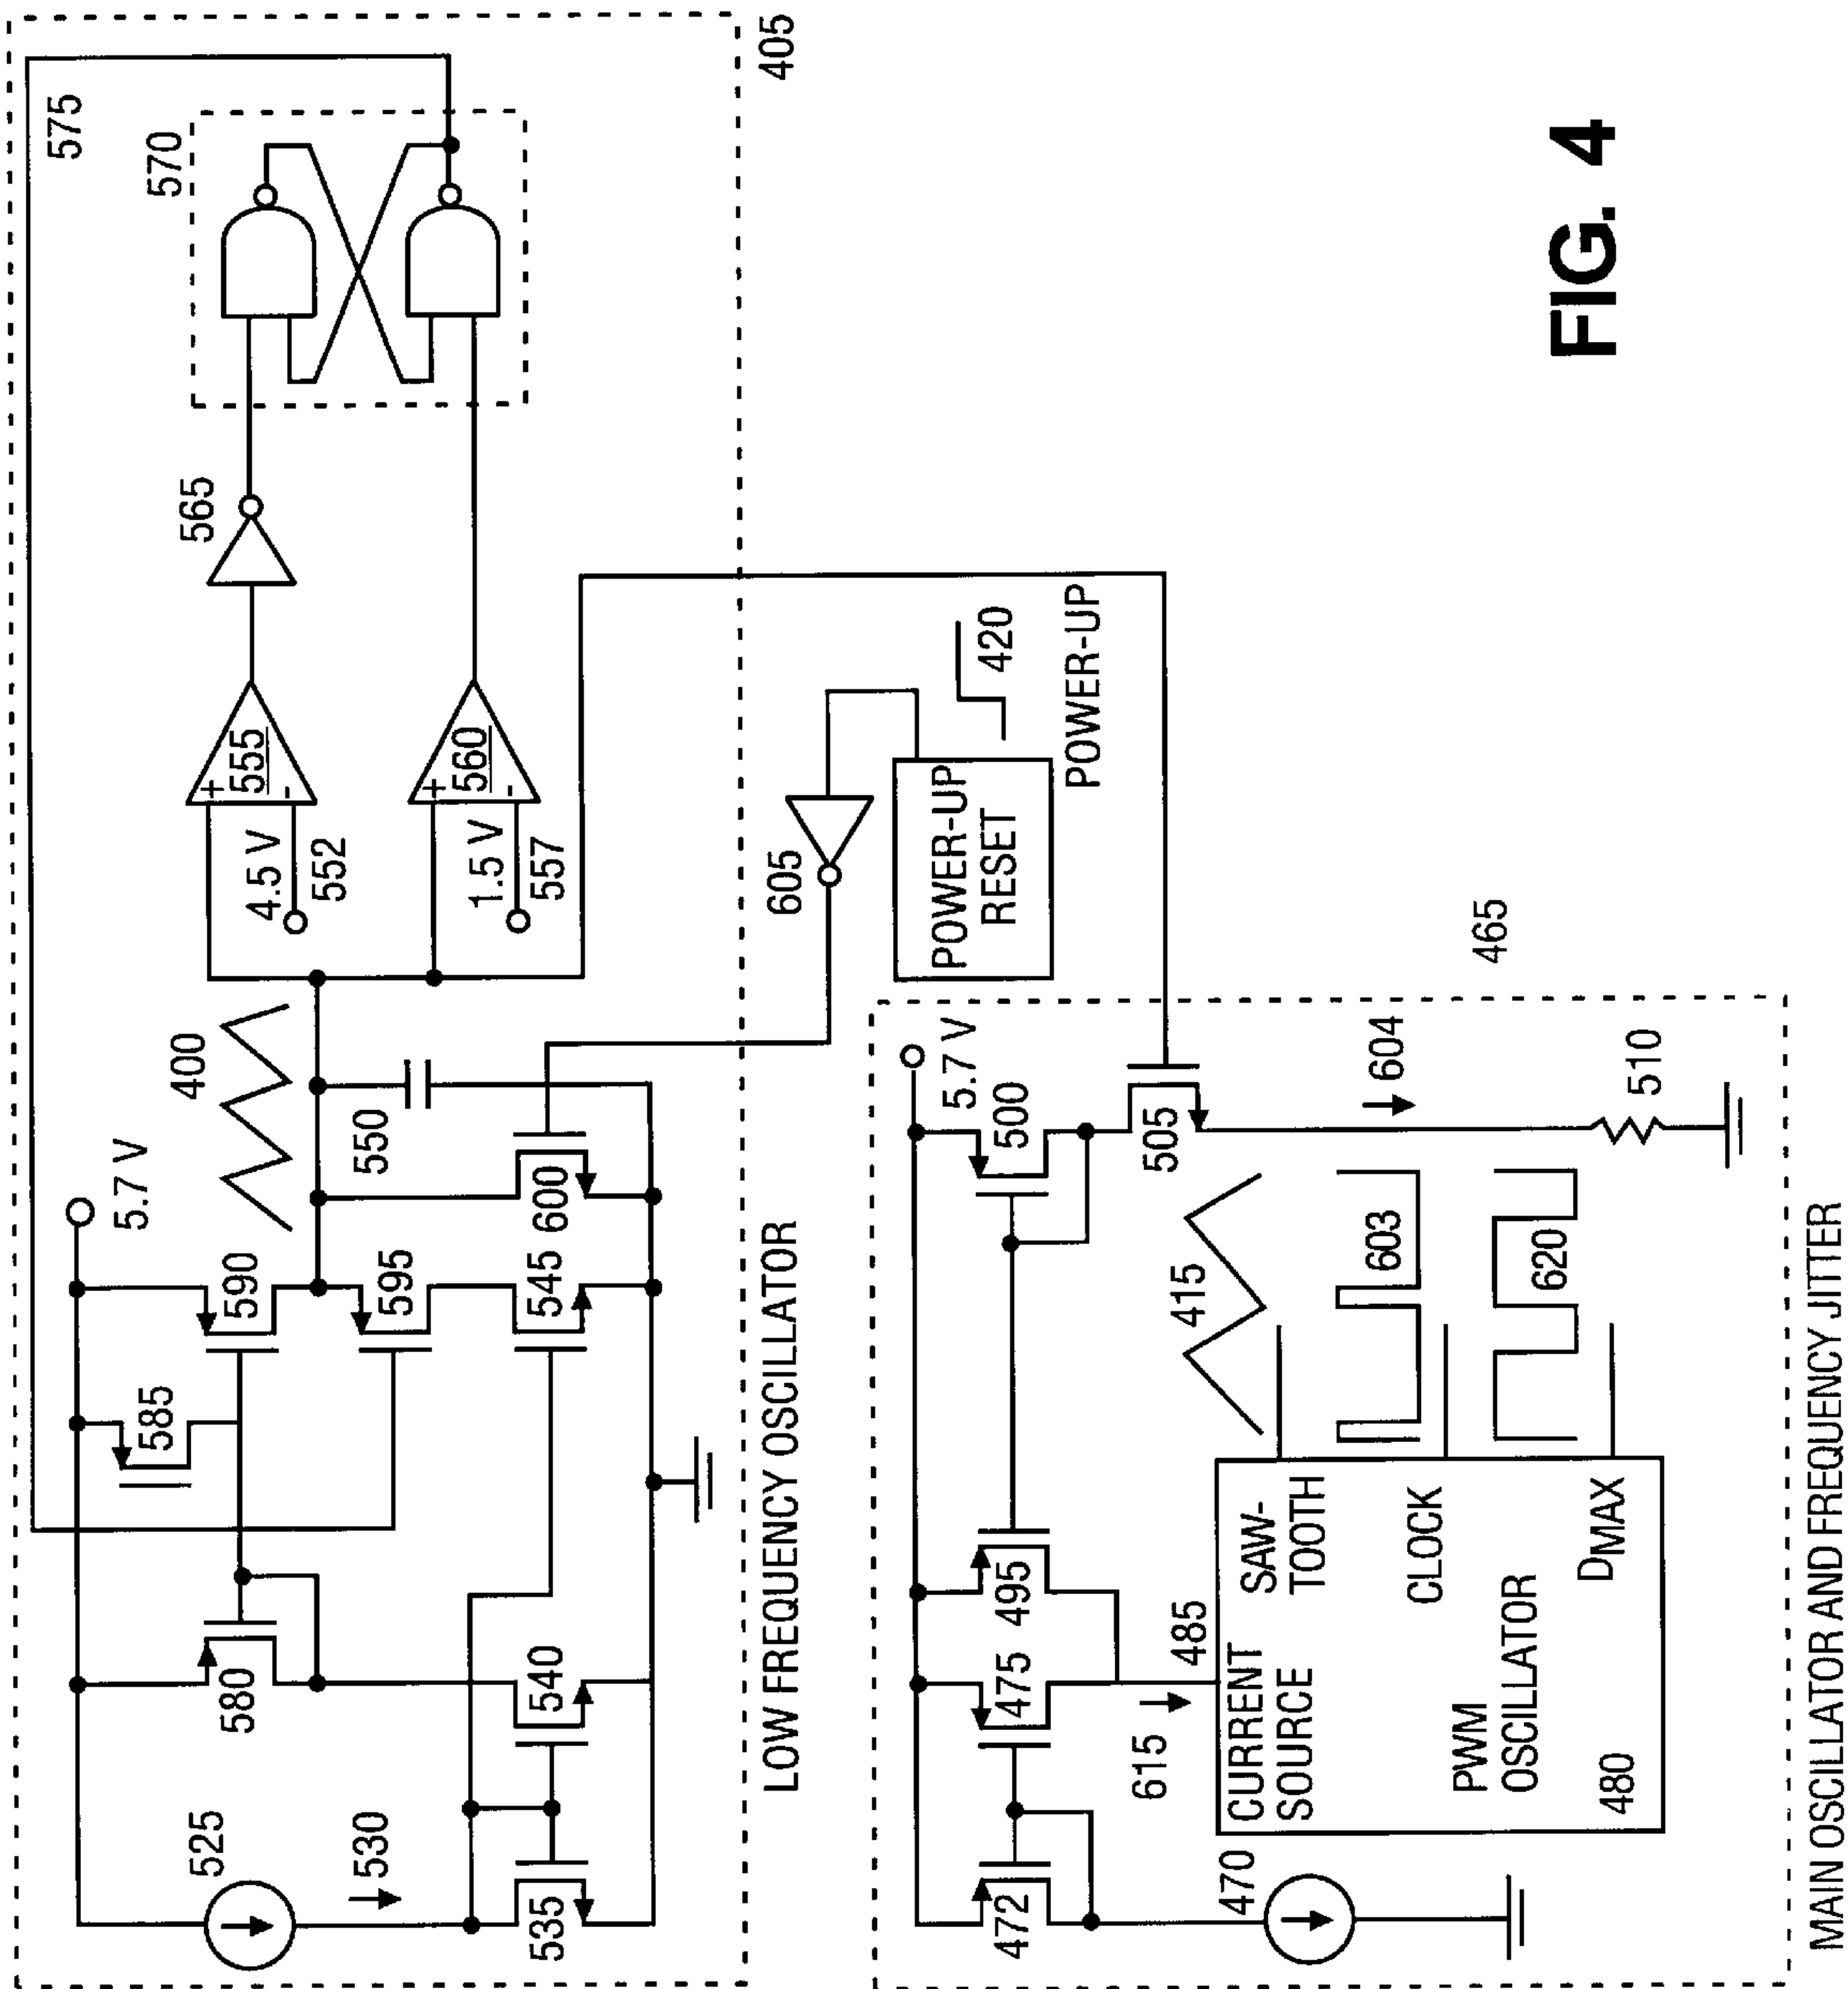 575
570
405
565
5.7 V
400
555
+
-
4.5 V
552
560
+
-
1.5 V
557
585
590
595
545
550
600
580
540
525
530
535
LOW FREQUENCY OSCILLATOR
605
POWER-UP
RESET
420
POWER-UP
465
5.7 V
500
505
604
510
472
475
495
470
615
485
CURRENT
SOURCE
SAW-
TOOTH
415
CLOCK
603
PWM
OSCILLATOR
DMAX
620
480
MAIN OSCILLATOR AND FREQUENCY JITTER
FIG. 4